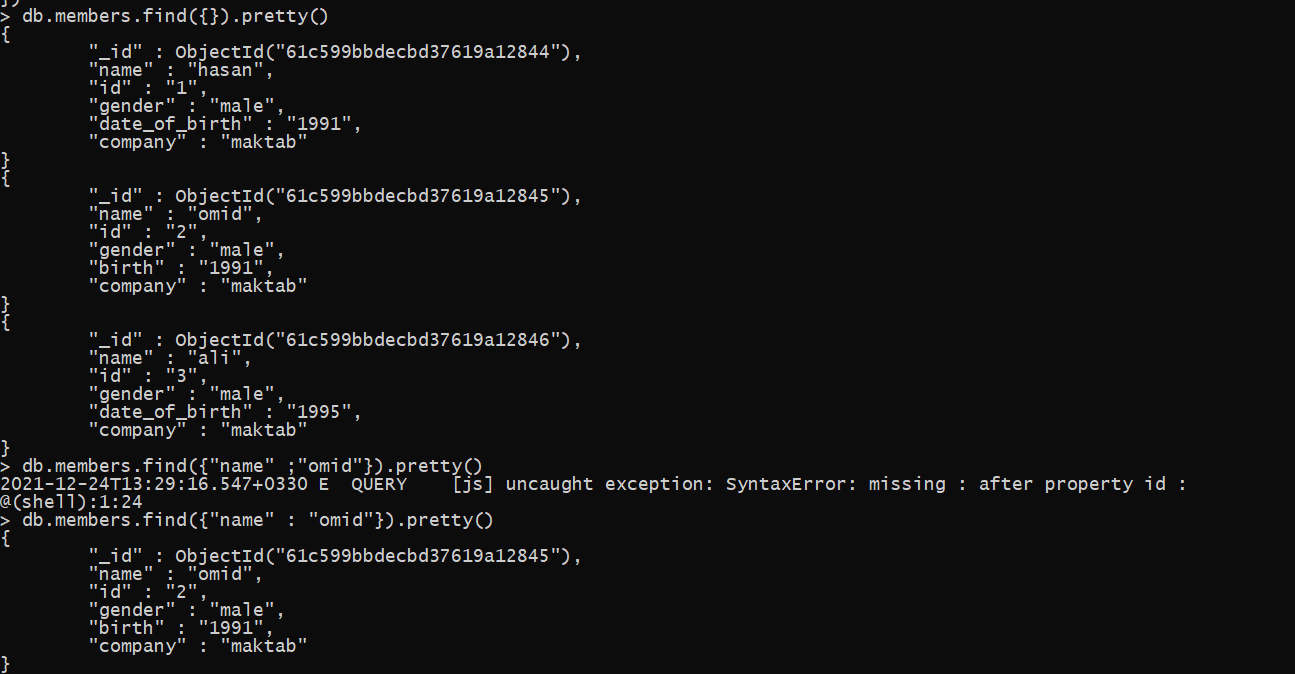 })
> db.members.find({}).pretty()
{
        "_id" : ObjectId("61c599bbdecbd37619a12844"),
        "name" : "hasan",
        "id" : "1",
        "gender" : "male",
        "date_of_birth" : "1991",
        "company" : "maktab"
}
{
        "_id" : ObjectId("61c599bbdecbd37619a12845"),
        "name" : "omid",
        "id" : "2",
        "gender" : "male",
        "birth" : "1991",
        "company" : "maktab"
}
{
        "_id" : ObjectId("61c599bbdecbd37619a12846"),
        "name" : "ali",
        "id" : "3",
        "gender" : "male",
        "date_of_birth" : "1995",
        "company" : "maktab"
}
> db.members.find({"name" ;"omid"}).pretty()
2021-12-24T13:29:16.547+0330 E  QUERY    [js] uncaught exception: SyntaxError: missing : after property id :
@(shell):1:24
> db.members.find({"name" : "omid"}).pretty()
{
        "_id" : ObjectId("61c599bbdecbd37619a12845"),
        "name" : "omid",
        "id" : "2",
        "gender" : "male",
        "birth" : "1991",
        "company" : "maktab"
}